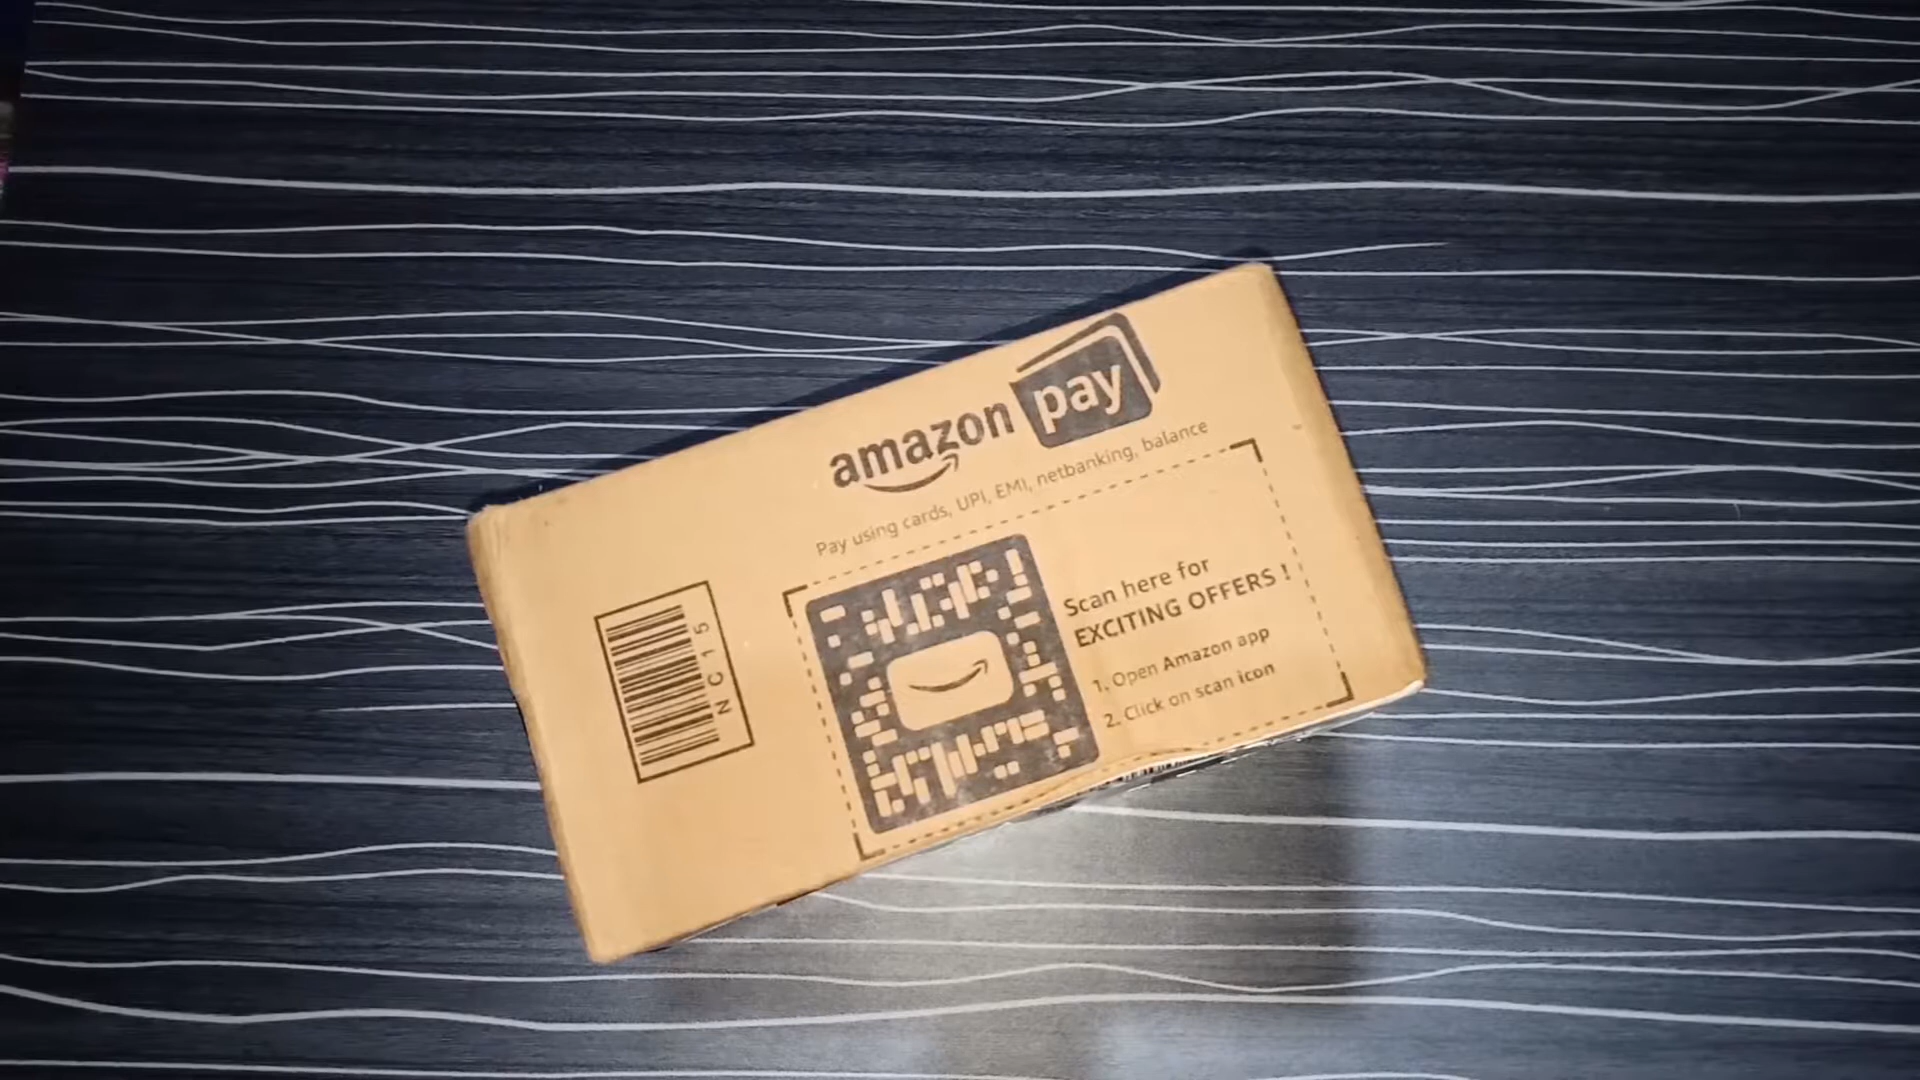 amazon pay
Pay using cards, UPI, EMI, netbanking, balance
NC15
Scan here for
EXCITING OFFERS !
1. Open Amazon app
2. Click on scan icon